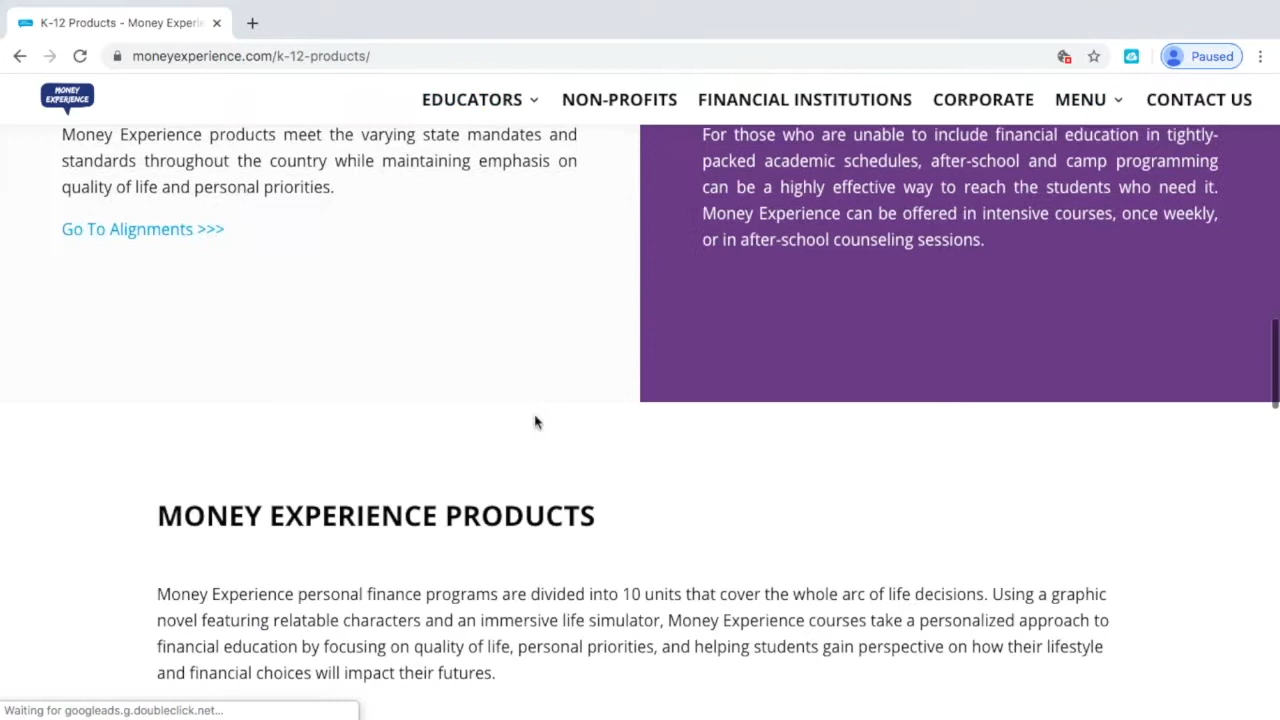 K-12 Products - Money Experie
moneyexperience.com/k-12-products/
Paused
MONEY
EXPERIENCE
EDUCATORS
NON-PROFITS
FINANCIAL INSTITUTIONS
CORPORATE
MENU
CONTACT US
Money Experience products meet the varying state mandates and
standards throughout the country while maintaining emphasis on
quality of life and personal priorities.
Go To Alignments >>>
For those who are unable to include financial education in tightly-
packed academic schedules, after-school and camp programming
can be a highly effective way to reach the students who need it.
Money Experience can be offered in intensive courses, once weekly,
or in after-school counseling sessions.
MONEY EXPERIENCE PRODUCTS
Money Experience personal finance programs are divided into 10 units that cover the whole arc of life decisions. Using a graphic
novel featuring relatable characters and an immersive life simulator, Money Experience courses take a personalized approach to
financial education by focusing on quality of life, personal priorities, and helping students gain perspective on how their lifestyle
and financial choices will impact their futures.
Waiting for googleads.g.doubleclick.net...